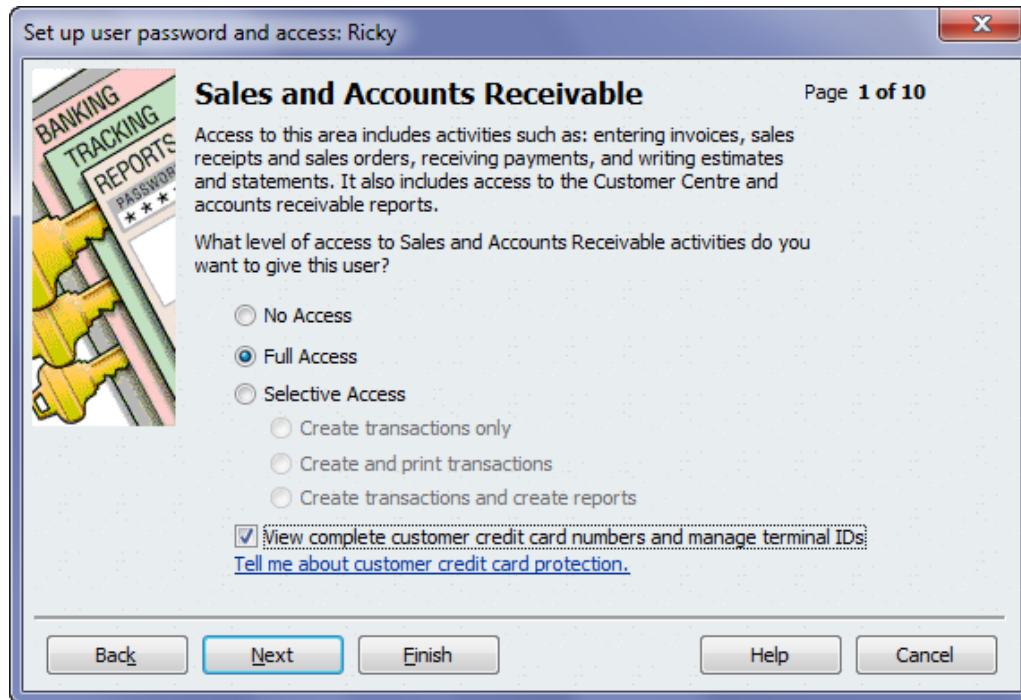 Set up user password and access: Ricky
X
BANKING
TRACKING
REPORTS
PASSWOR
***
Sales and Accounts Receivable
Page 1 of 10
Access to this area includes activities such as: entering invoices, sales
receipts and sales orders, receiving payments, and writing estimates
and statements. It also includes access to the Customer Centre and
accounts receivable reports.
What level of access to Sales and Accounts Receivable activities do you
want to give this user?
No Access
Full Access
Selective Access
Create transactions only
Create and print transactions
Create transactions and create reports
View complete customer credit card numbers and manage terminal IDs
Tell me about customer credit card protection.
Back
Next
Finish
Help
Cancel